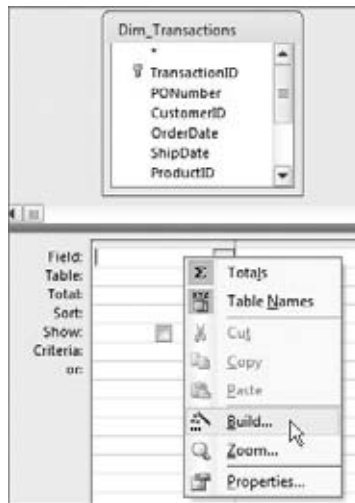 Dim_Transactions
*
TransactionID
PONumber
CustomerID
OrderDate
ShipDate
ProductID
Field:
Table:
Total:
Sort:
Show:
Criteria:
or:
Σ Totals
Table Names
Cut
Copy
Paste
Build...
Zoom...
Properties...